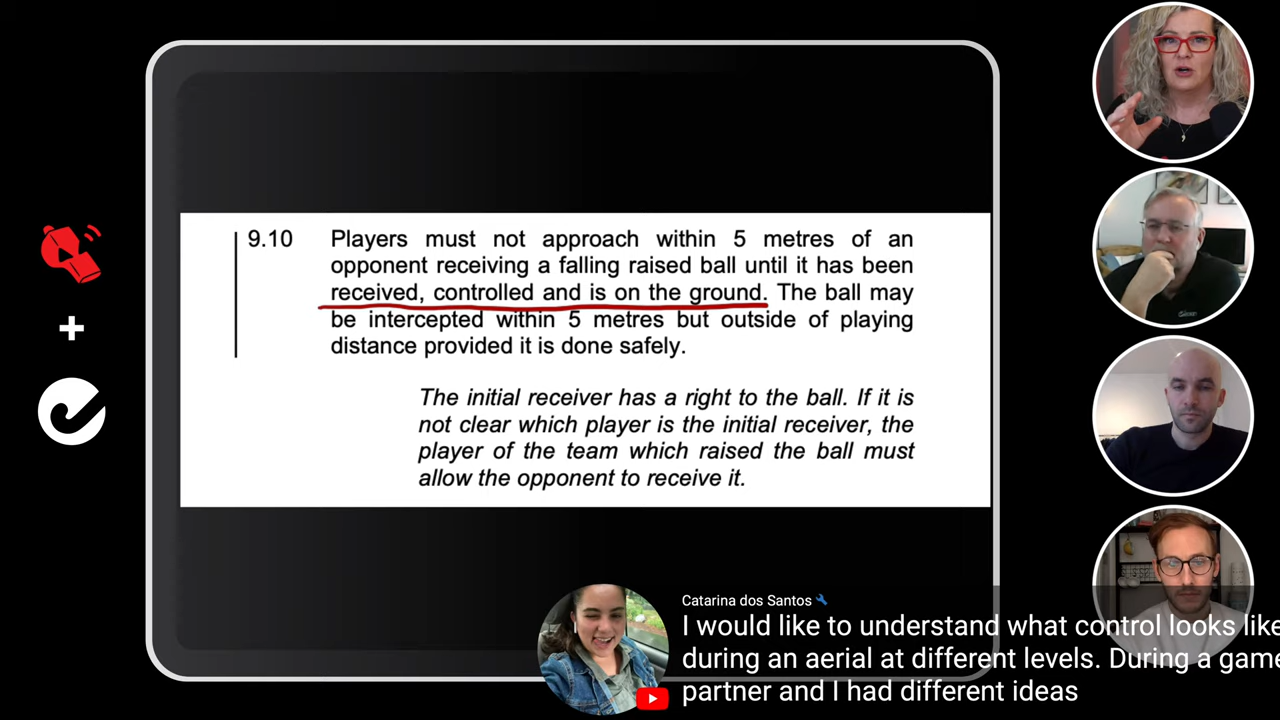 9.10 Players must not approach within 5 metres of an
opponent receiving a falling raised ball until it has been
received, controlled and is on the ground. The ball may
be intercepted within 5 metres but outside of playing
distance provided it is done safely.
The initial receiver has a right to the ball. If it is
not clear which player is the initial receiver, the
player of the team which raised the ball must
allow the opponent to receive it.
+
Catarina dos Santos
I would like to understand what control looks like
during an aerial at different levels. During a game
partner and I had different ideas